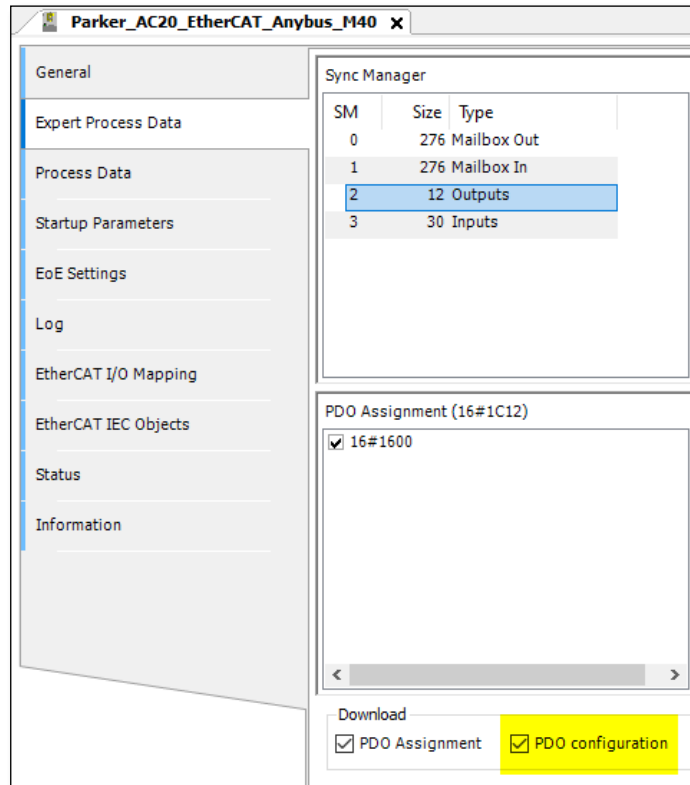 Parker_AC20_EtherCAT_Anybus_M40
General
Expert Process Data
Process Data
Startup Parameters
EoE Settings
Log
EtherCAT I/O Mapping
EtherCAT IEC Objects
Status
Information
Sync Manager
SM Size Type
0 276 Mailbox Out
1 276 Mailbox In
2 12 Outputs
3 30 Inputs
PDO Assignment (16#1C12)
16#1600
Download
PDO Assignment PDO configuration